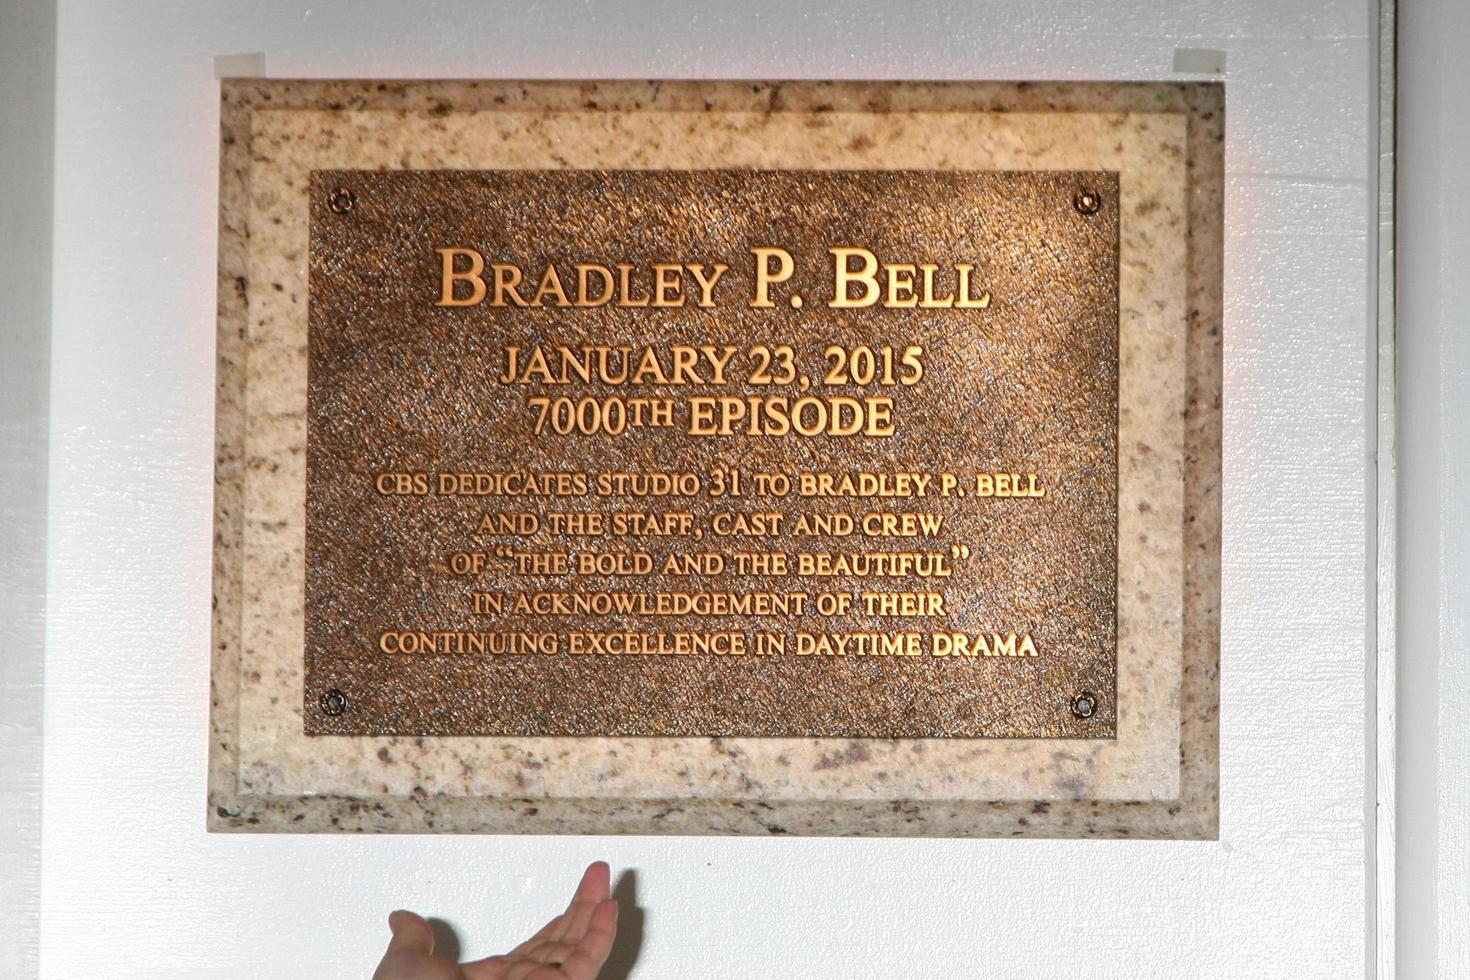 BRADLEY P. BELL
JANUARY 23, 2015
7000TH EPISODE
CBS DEDICATES STUDIO 31 TO BRADLEY P. BELL
AND THE STAFF, CAST AND CREW
OF “THE BOLD AND THE BEAUTIFUL”
IN ACKNOWLEDGEMENT OF THEIR
CONTINUING EXCELLENCE IN DAYTIME DRAMA